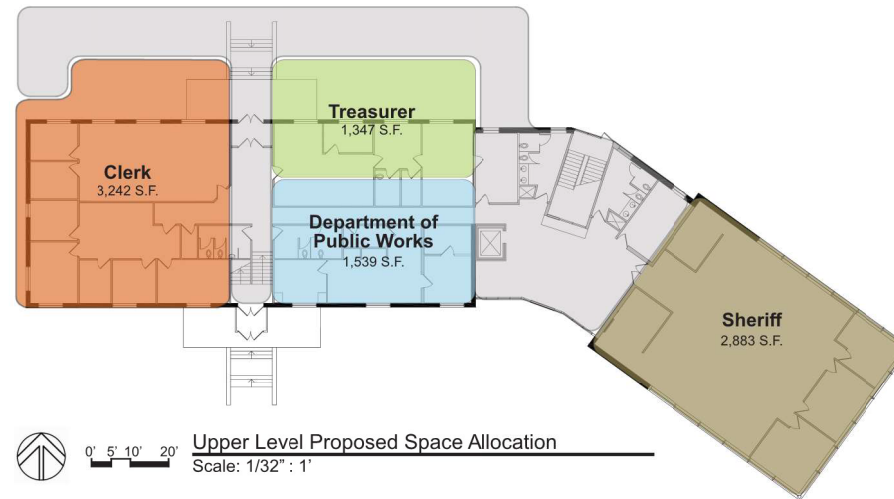 Treasurer
1,347 S.F.
Clerk
3,242 S.F.
Department of
Public Works
1,539 S.F.
Sheriff
2,883 S.F.
0' 5' 10' 20'
Upper Level Proposed Space Allocation
Scale: 1/32" : 1'